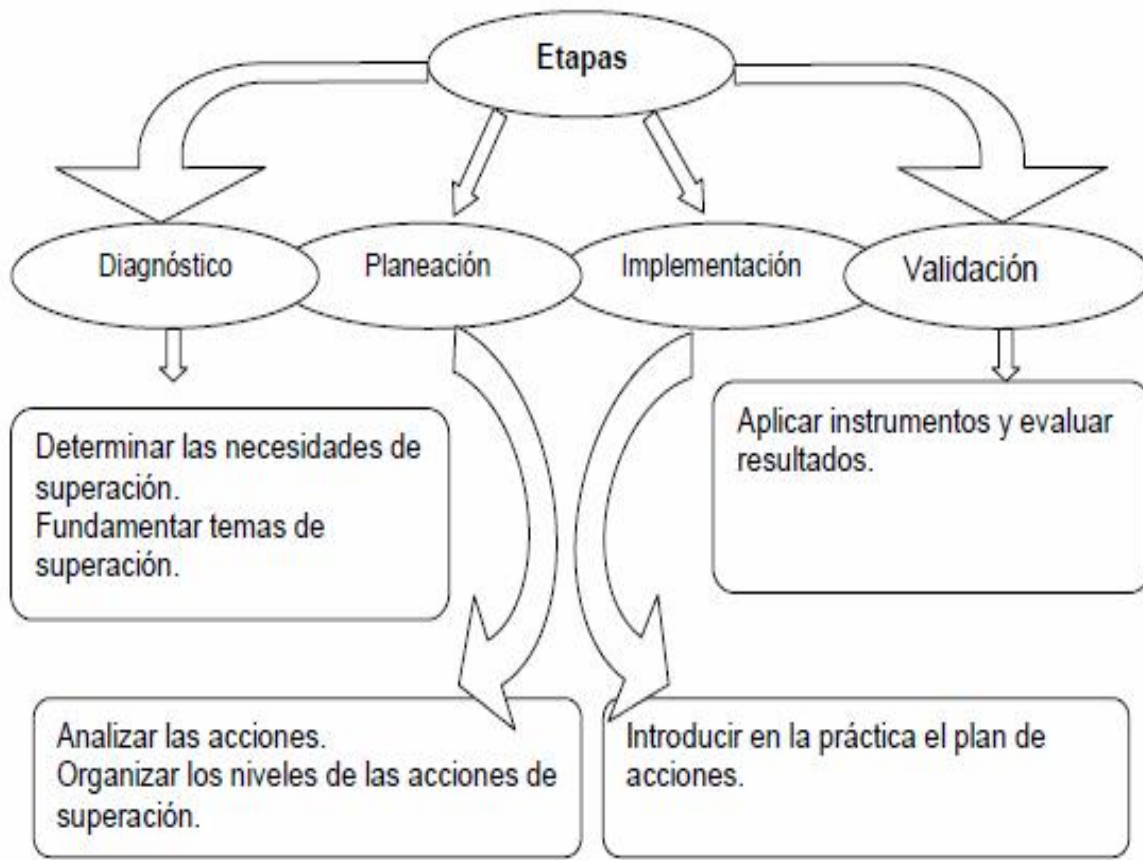 Etapas
Diagnóstico
Planeación
Implementación
Validación
Determinar las necesidades de
superación.
Fundamentar temas de
superación.
Aplicar instrumentos y evaluar
resultados.
Analizar las acciones.
Organizar los niveles de las acciones de
superación.
Introducir en la práctica el plan de
acciones.